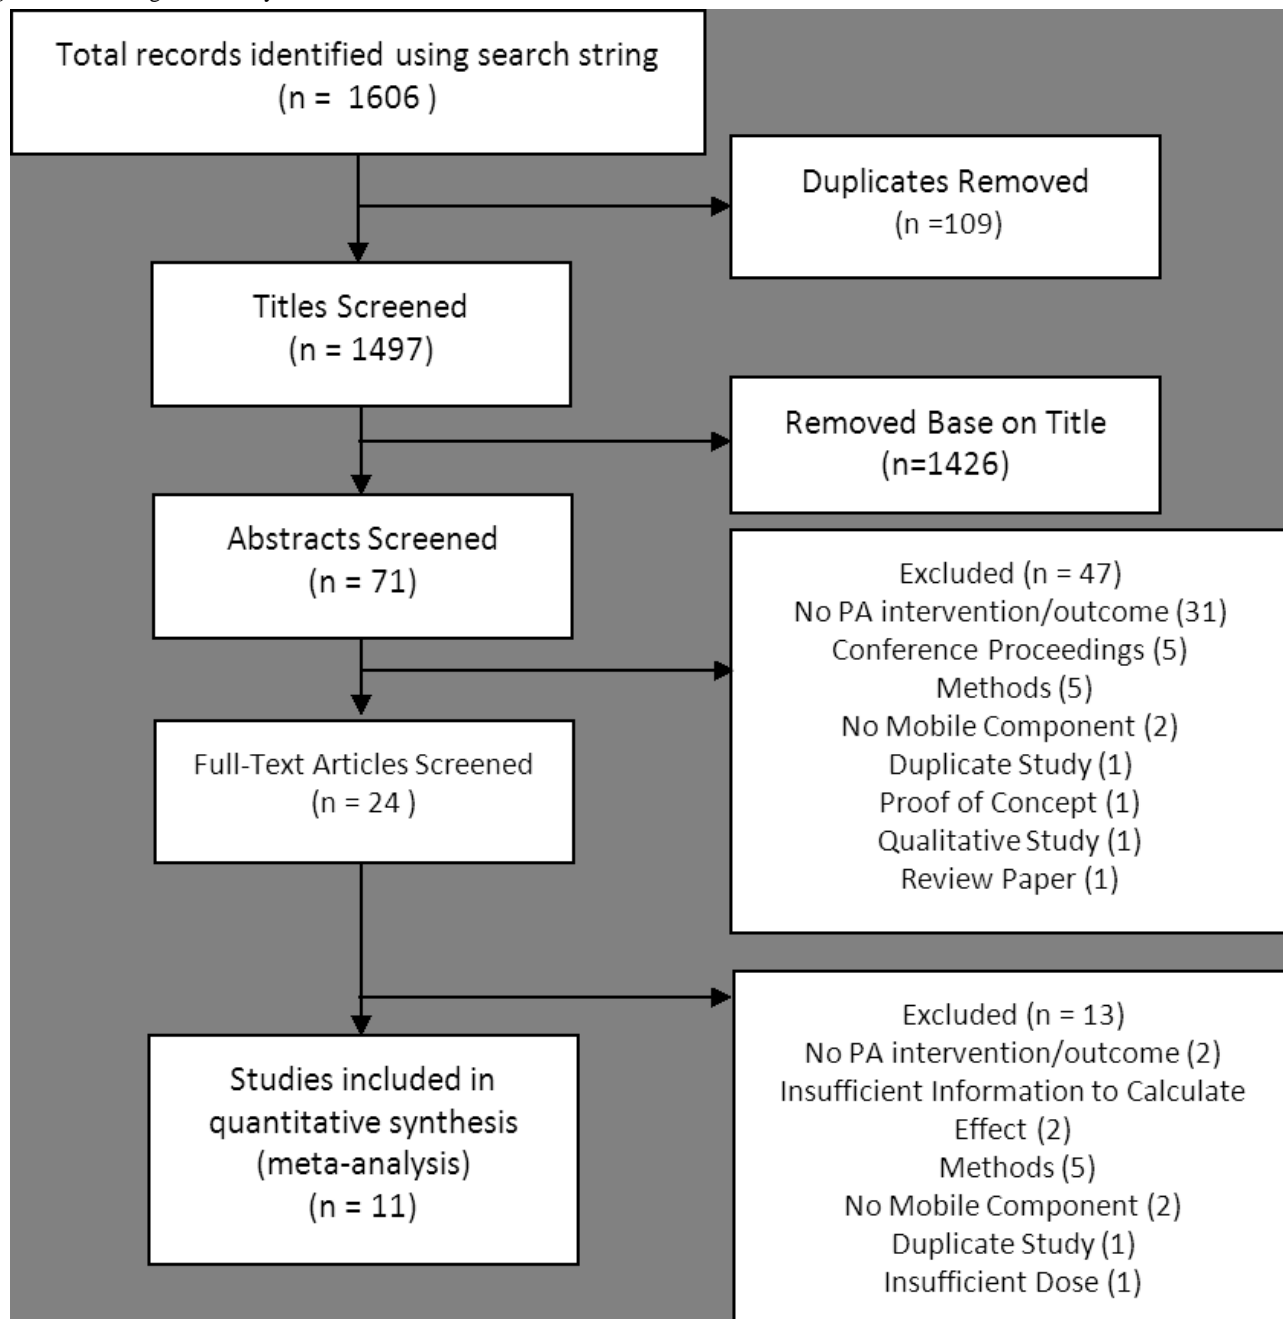 Total records identified using search string
(n = 1606 )
Duplicates Removed
(n =109)
Titles Screened
(n = 1497)
Removed Base on Title
(n=1426)
Abstracts Screened
(n = 71)
Excluded (n = 47)
No PA intervention/outcome (31)
Conference Proceedings (5)
Methods (5)
No Mobile Component (2)
Duplicate Study (1)
Proof of Concept (1)
Qualitative Study (1)
Review Paper (1)
Full-Text Articles Screened
(n = 24 )
Excluded (n = 13)
No PA intervention/outcome (2)
Insufficient Information to Calculate
Effect (2)
Methods (5)
No Mobile Component (2)
Duplicate Study (1)
Insufficient Dose (1)
Studies included in
quantitative synthesis
(meta-analysis)
(n = 11)